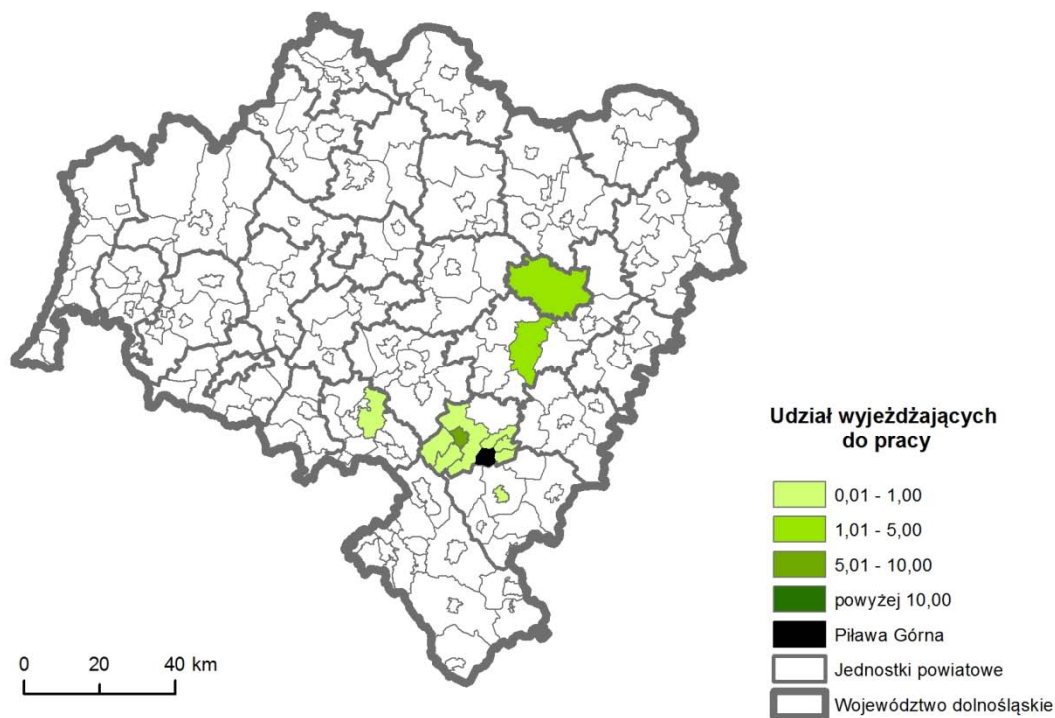 Udział wyjeżdżających
do pracy
0,01 - 1,00
1,01 - 5,00
5,01 - 10,00
powyżej 10,00
Piława Górna
Jednostki powiatowe
Województwo dolnośląskie
0 20 40 km